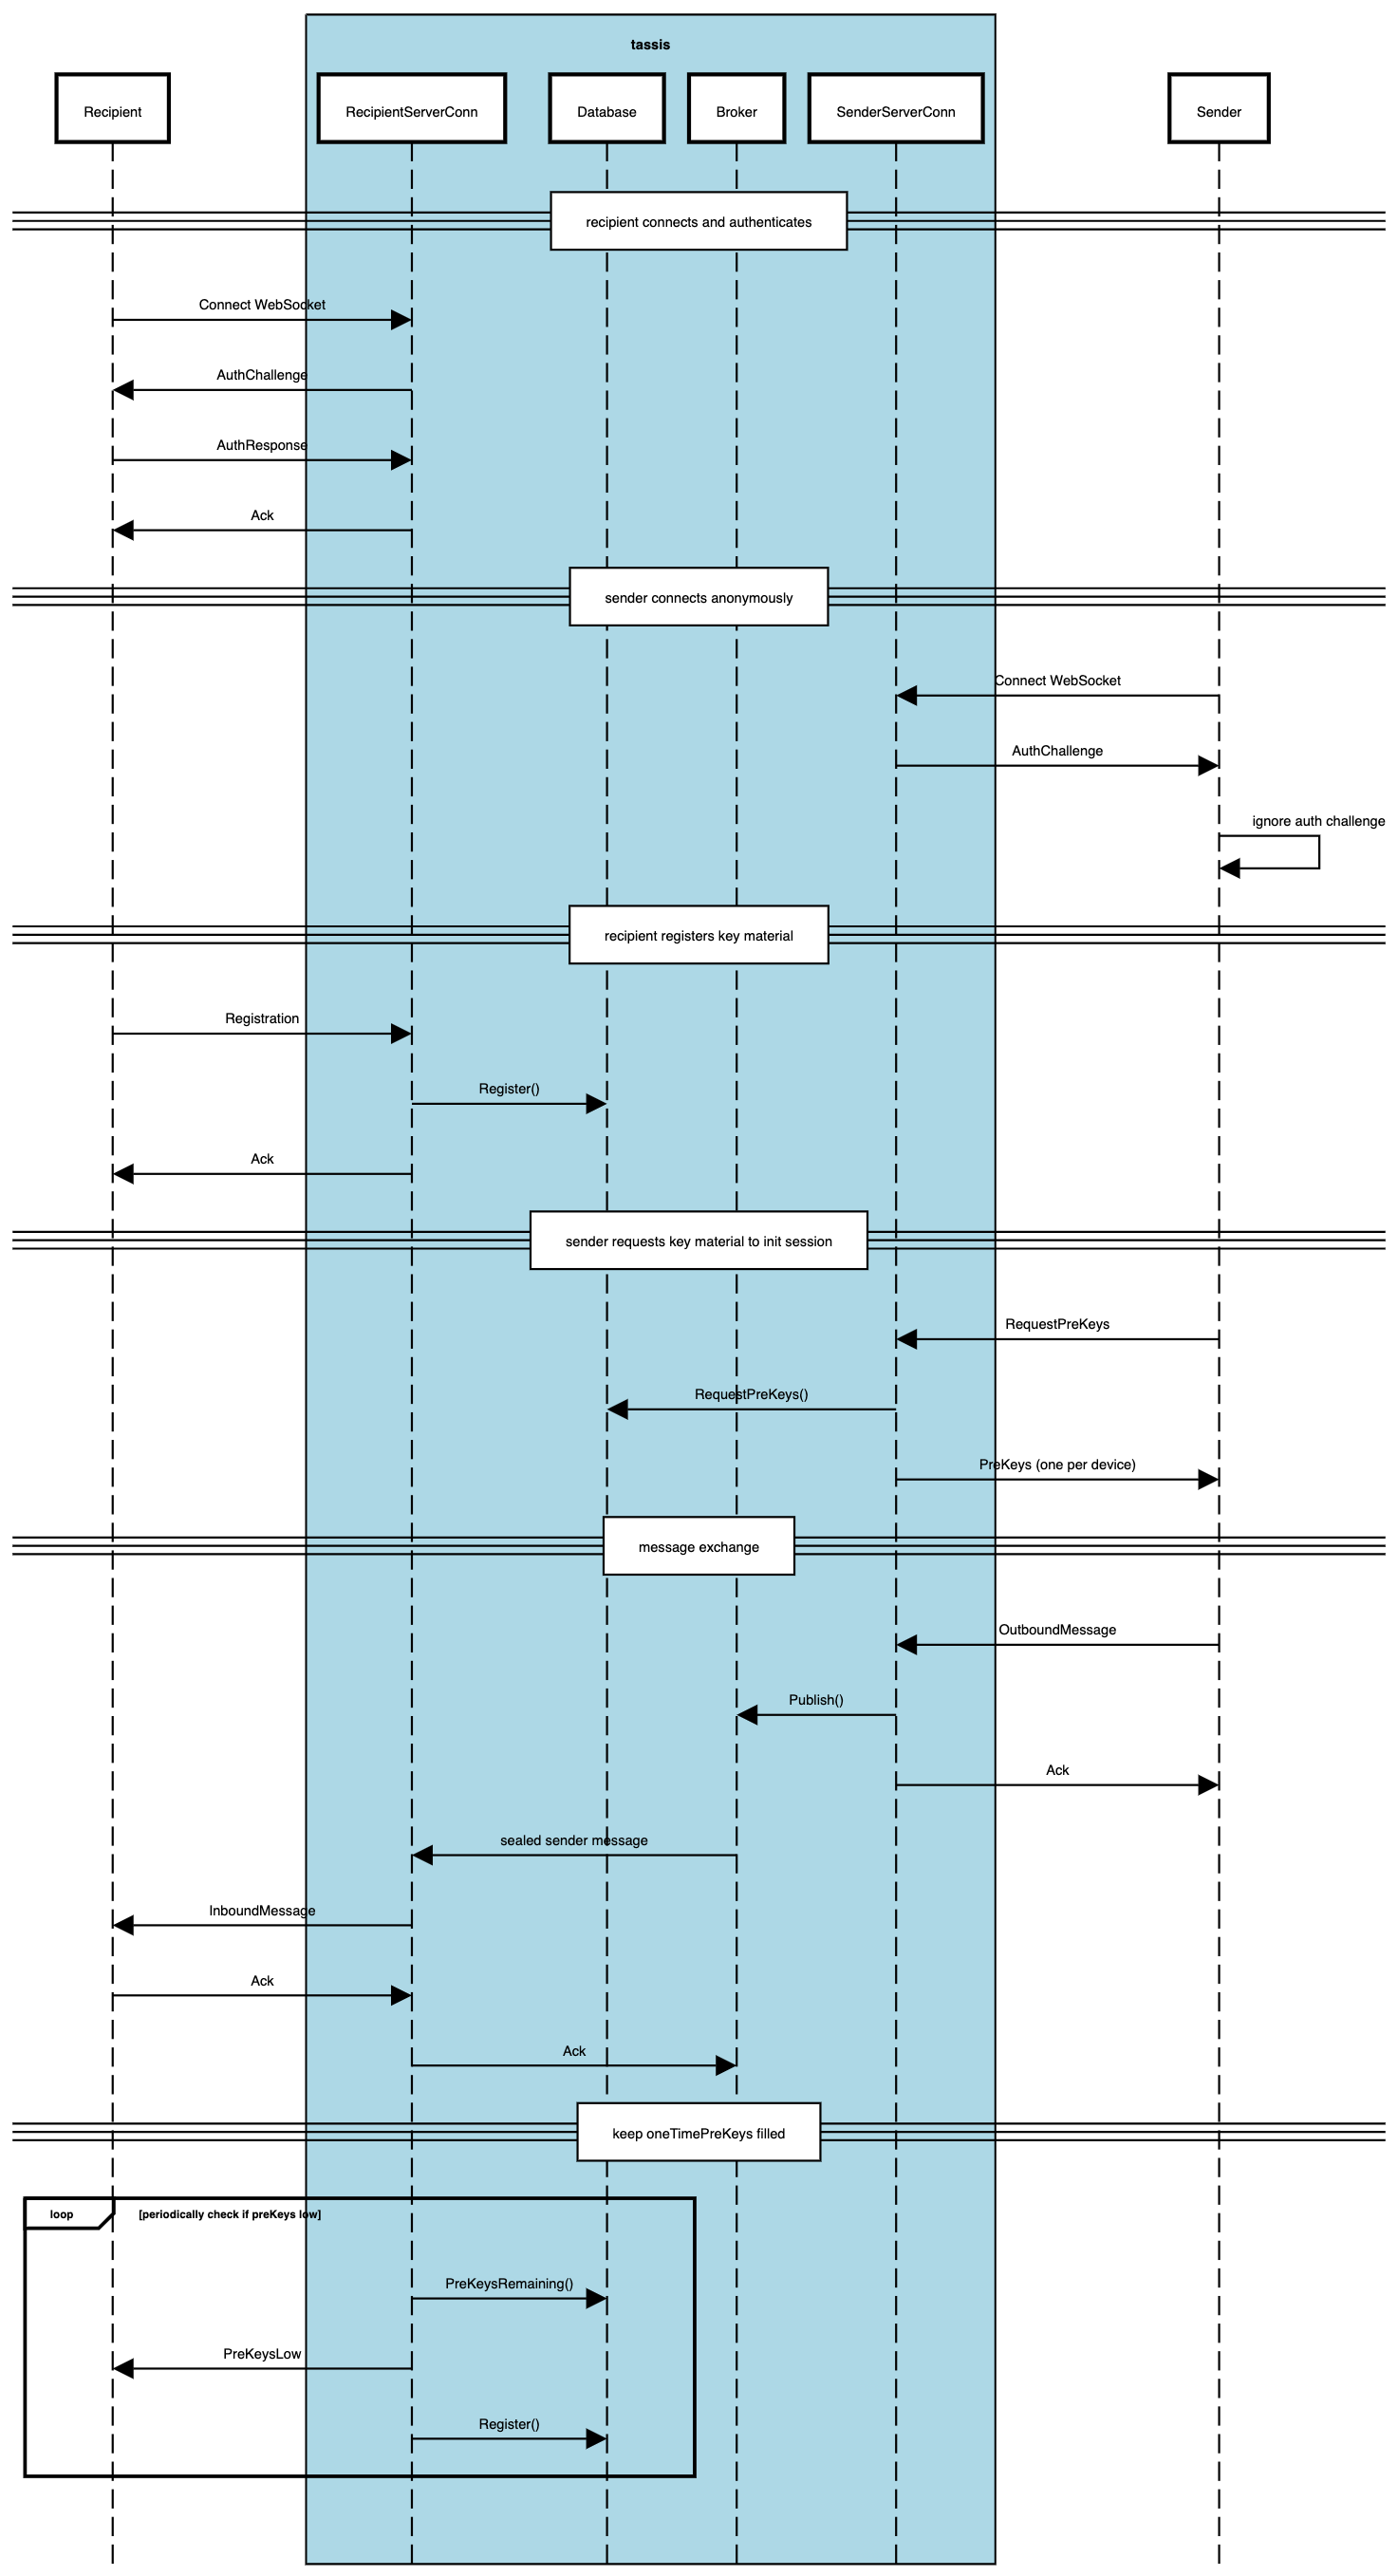 tassis
Recipient
RecipientServerConn
Database
Broker
SenderServerConn
Sender
recipient connects and authenticates
Connect WebSocket
AuthChallenge
AuthResponse
Ack
sender connects anonymously
Connect WebSocket
AuthChallenge
ignore auth challenge
recipient registers key material
Registration
Register()
Ack
sender requests key material to init session
RequestPreKeys
RequestPreKeys()
PreKeys (one per device)
message exchange
OutboundMessage
Publish()
Ack
sealed sender message
InboundMessage
Ack
Ack
keep oneTimePreKeys filled
loop
[periodically check if preKeys low]
PreKeysRemaining()
PreKeysLow
Register()